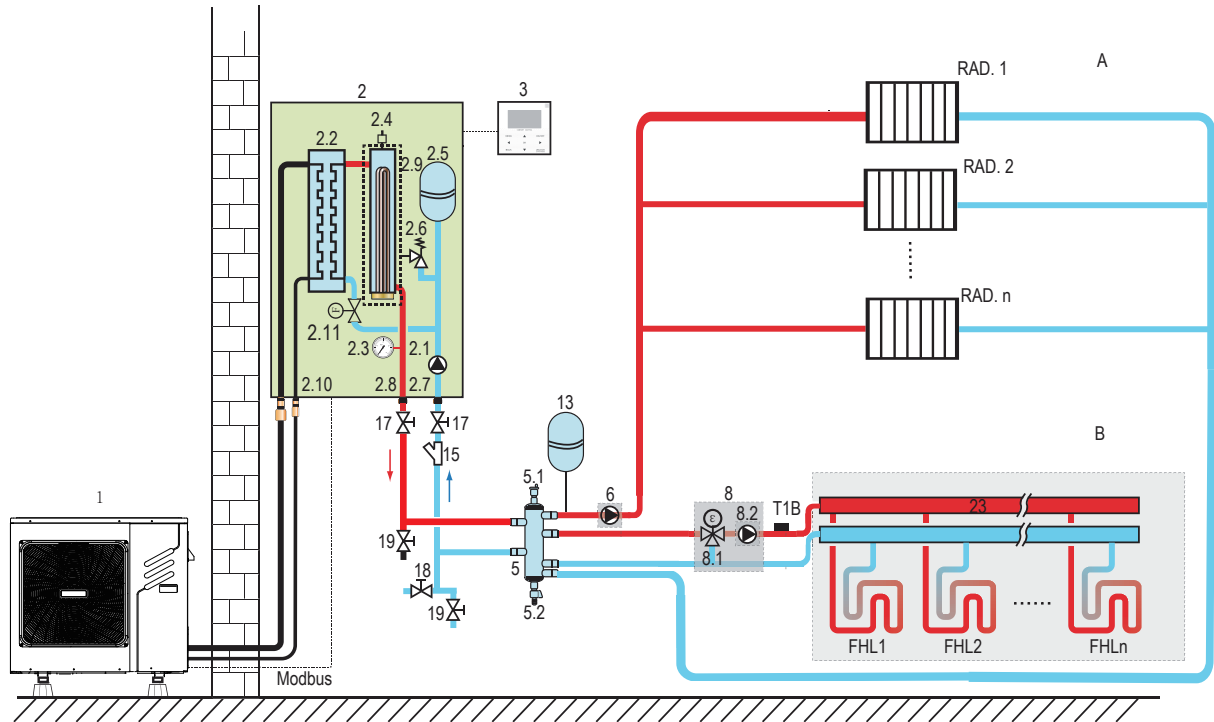 A
RAD. 1
2
3
2.4
2.2
2.9
2.5
RAD. 2
2.6
RAD. n
2.11
2.3
2.1
2.10
2.8
2.7
17
17
13
15
B
5.1
6
8
T1B
23
8.2
ε
8.1
1
19
5
18
19
5.2
FHL1
FHL2
FHLn
Modbus
F